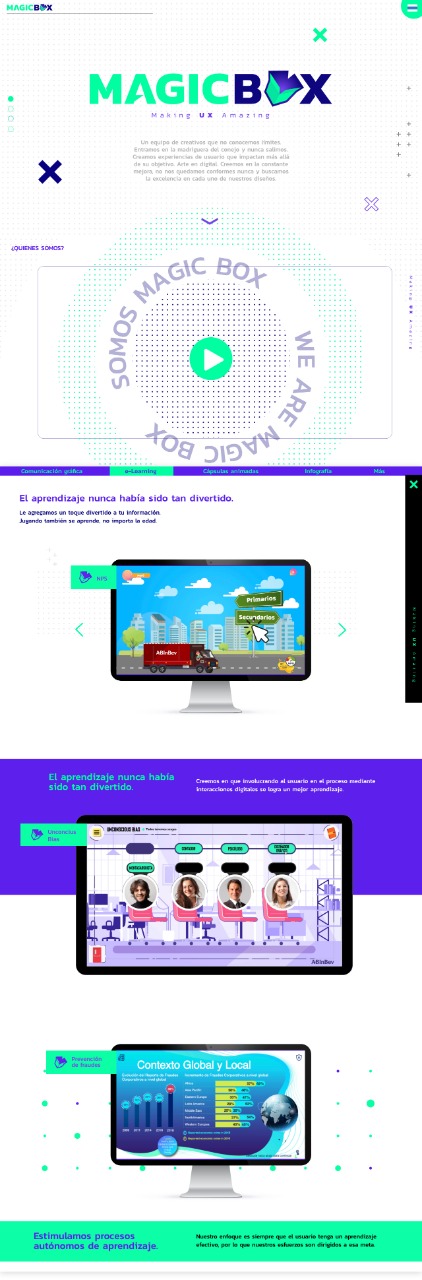 MAGICBOX
MAGICBOX
Making UX Amazing
Un equipo de creativos que no conocemos límites.
Entramos en la madriguera del conejo y nunca salimos.
Creamos experiencias de usuario que impactan más allá
de su objetivo. Arte en digital. Creemos en la constante
mejora, no nos quedamos conformes nunca y buscamos
la excelencia en cada uno de nuestros diseños.
¿QUIENES SOMOS?
SOMOS MAGIC BOX
WE ARE MAGIC BOX
Making UX Amazing
Comunicación gráfica
e-Learning
Cápsulas animadas
Infografía
Más
El aprendizaje nunca había sido tan divertido.
Le agregamos un toque divertido a tu información.
Jugando también se aprende, no importa la edad.
Making UX Amazing
KPS
Primarios
Secundarios
ABInBev
El aprendizaje nunca había
sido tan divertido.
Creemos en que involucrando al usuario en el proceso mediante
interacciones digitales se logra un mejor aprendizaje.
Unconcius
Bias
UNCONSCIOUS BIAS
ABInBev
Prevención
de fraudes
Contexto Global y Local
Estimulamos procesos
autónomos de aprendizaje.
Nuestro enfoque es siempre que el usuario tenga un aprendizaje
efectivo, por lo que nuestros esfuerzos son dirigidos a esa meta.